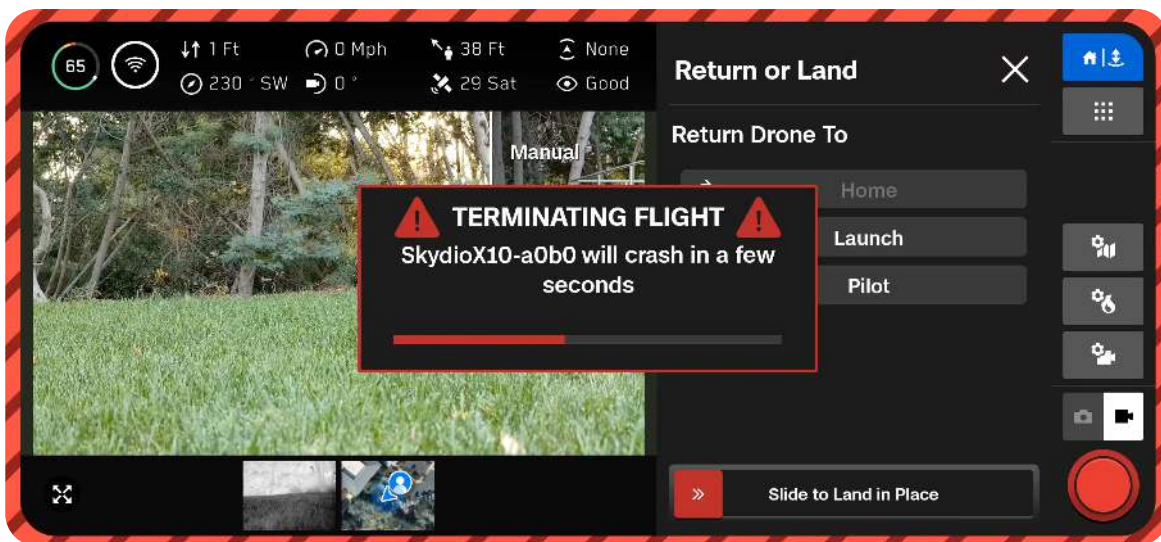 65
1 Ft
0 Mph
38 Ft
None
230 ° SW
0 °
29 Sat
Good
Return or Land
Return Drone To
Manual
Home
TERMINATING FLIGHT
SkydioX10-a0b0 will crash in a few
seconds
Launch
Pilot
Slide to Land in Place